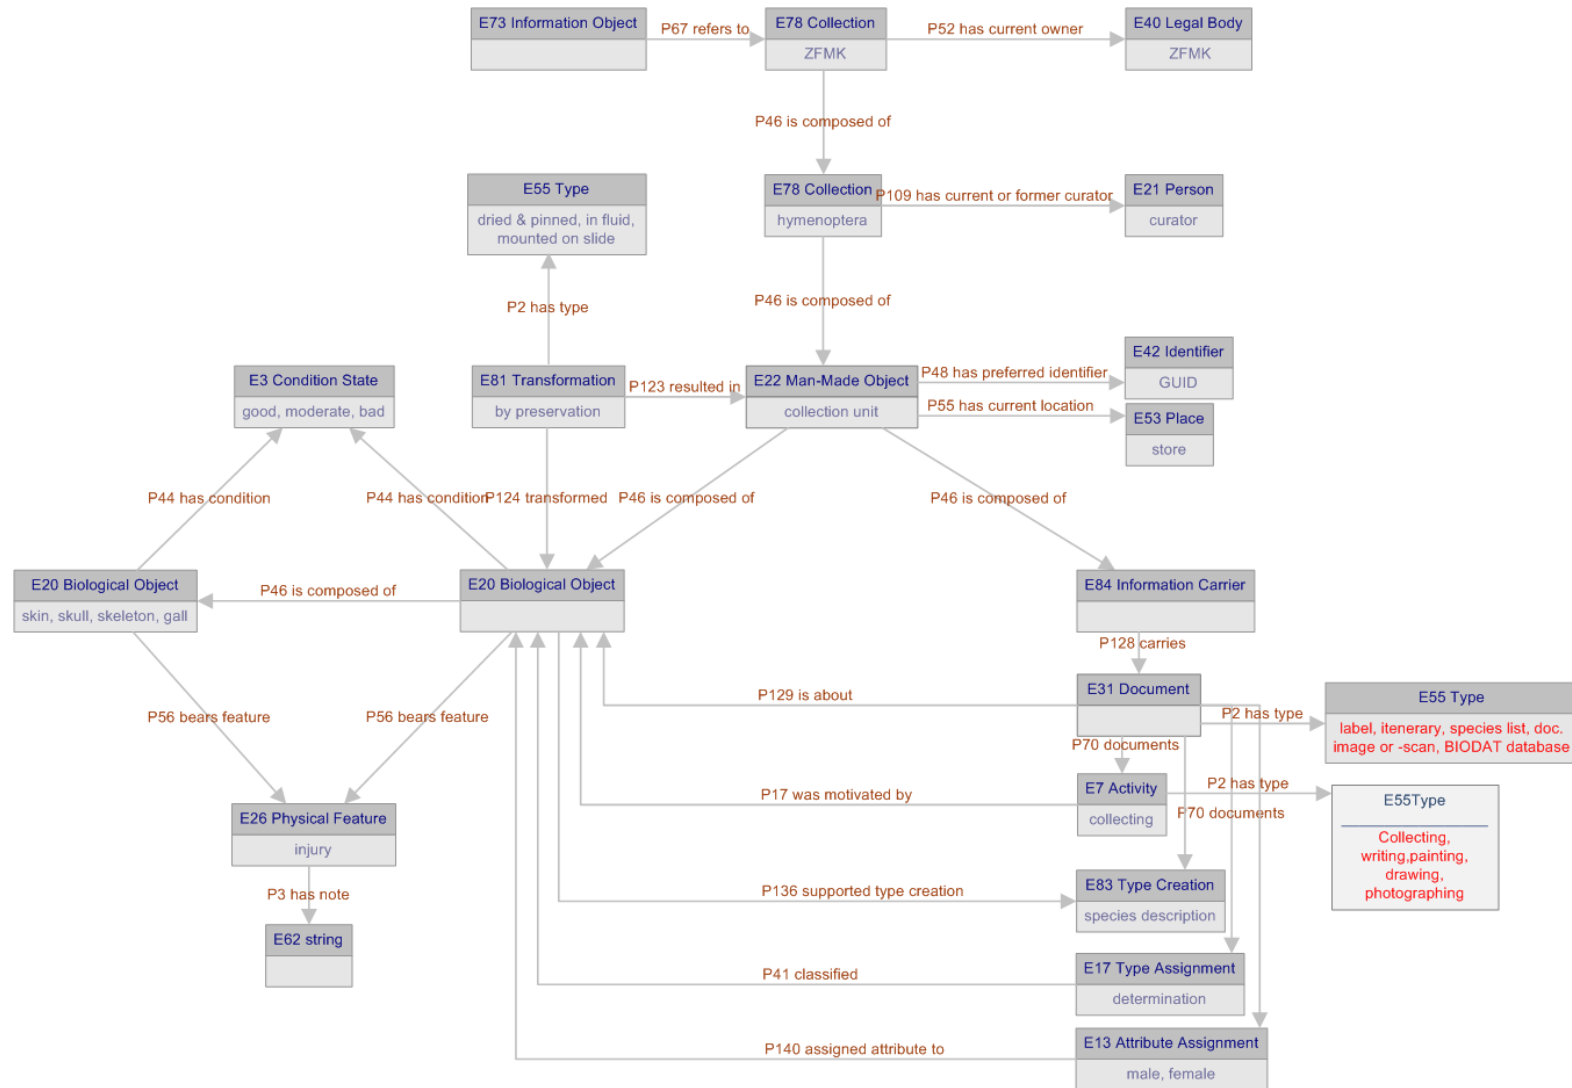 E73 Information Object
P67 refers to
E78 Collection
ZFMK
P52 has current owner
E40 Legal Body
ZFMK
P46 is composed of
E55 Type
dried & pinned, in fluid,
mounted on slide
E78 Collection
hymenoptera
P109 has current or former curator
E21 Person
curator
P2 has type
P46 is composed of
E3 Condition State
good, moderate, bad
E81 Transformation
by preservation
P123 resulted in
E22 Man-Made Object
collection unit
P48 has preferred identifier
E42 Identifier
GUID
P55 has current location
E53 Place
store
P44 has condition
P44 has condition
P124 transformed
P46 is composed of
P46 is composed of
E20 Biological Object
skin, skull, skeleton, gall
P46 is composed of
E20 Biological Object
E84 Information Carrier
P128 carries
P56 bears feature
P56 bears feature
P129 is about
E31 Document
P2 has type
E55 Type
label, itenerary, species list, doc.
image or -scan, BIODAT database
P70 documents
P17 was motivated by
E7 Activity
collecting
P2 has type
P70 documents
E55Type
Collecting,
writing,painting,
drawing,
photographing
E26 Physical Feature
injury
P3 has note
E62 string
P136 supported type creation
E83 Type Creation
species description
P41 classified
E17 Type Assignment
determination
P140 assigned attribute to
E13 Attribute Assignment
male, female